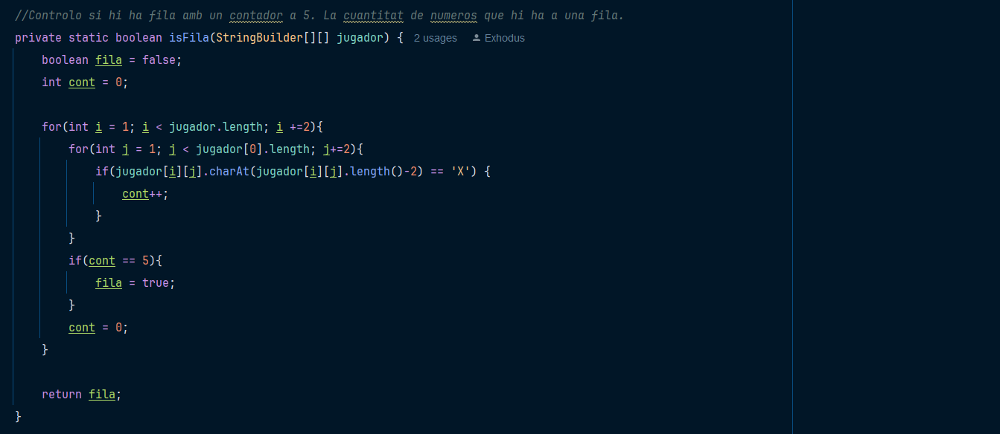 //Controlo si hi ha fila amb un contador a 5. La cuantitat de numeros que hi ha a una fila.
private static boolean isFila(StringBuilder[][] jugador) { 2 usages Exhodus
boolean fila = false;
int cont = 0;
for(int i = 1; i < jugador.length; i +=2){
for(int j = 1; j < jugador[0].length; j+=2){
if(jugador[i][j].charAt(jugador[i][j].length()-2) == 'X') {
cont++;
}
}
if(cont == 5){
fila = true;
}
cont = 0;
}
return fila;
}